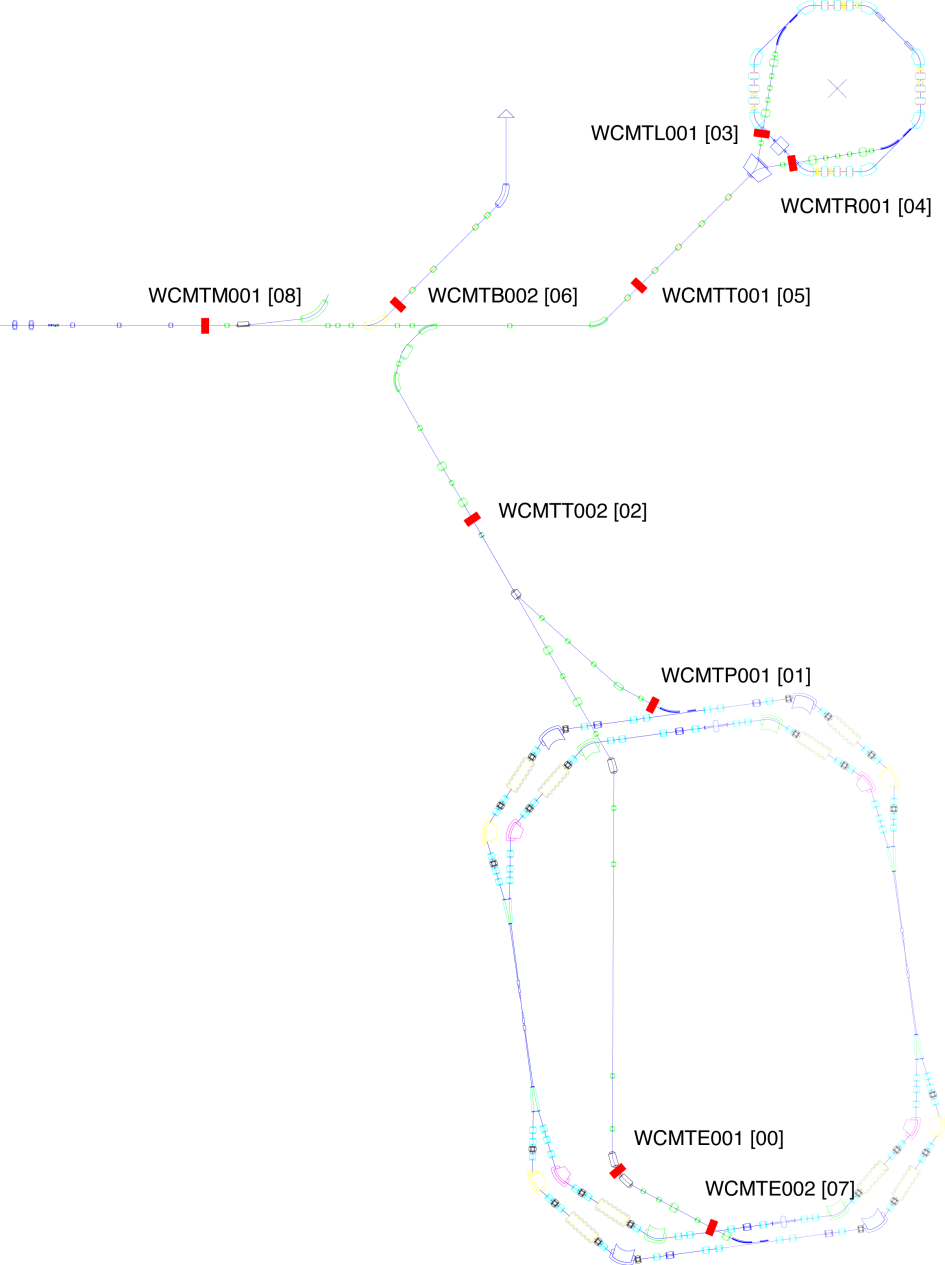 WCMTL001 [03]
WCMTR001 [04]
WCMTM001 [08]
WCMTB002 [06]
WCMTT001 [05]
WCMTT002 [02]
WCMTP001 [01]
WCMTE001 [00]
WCMTE002 [07]